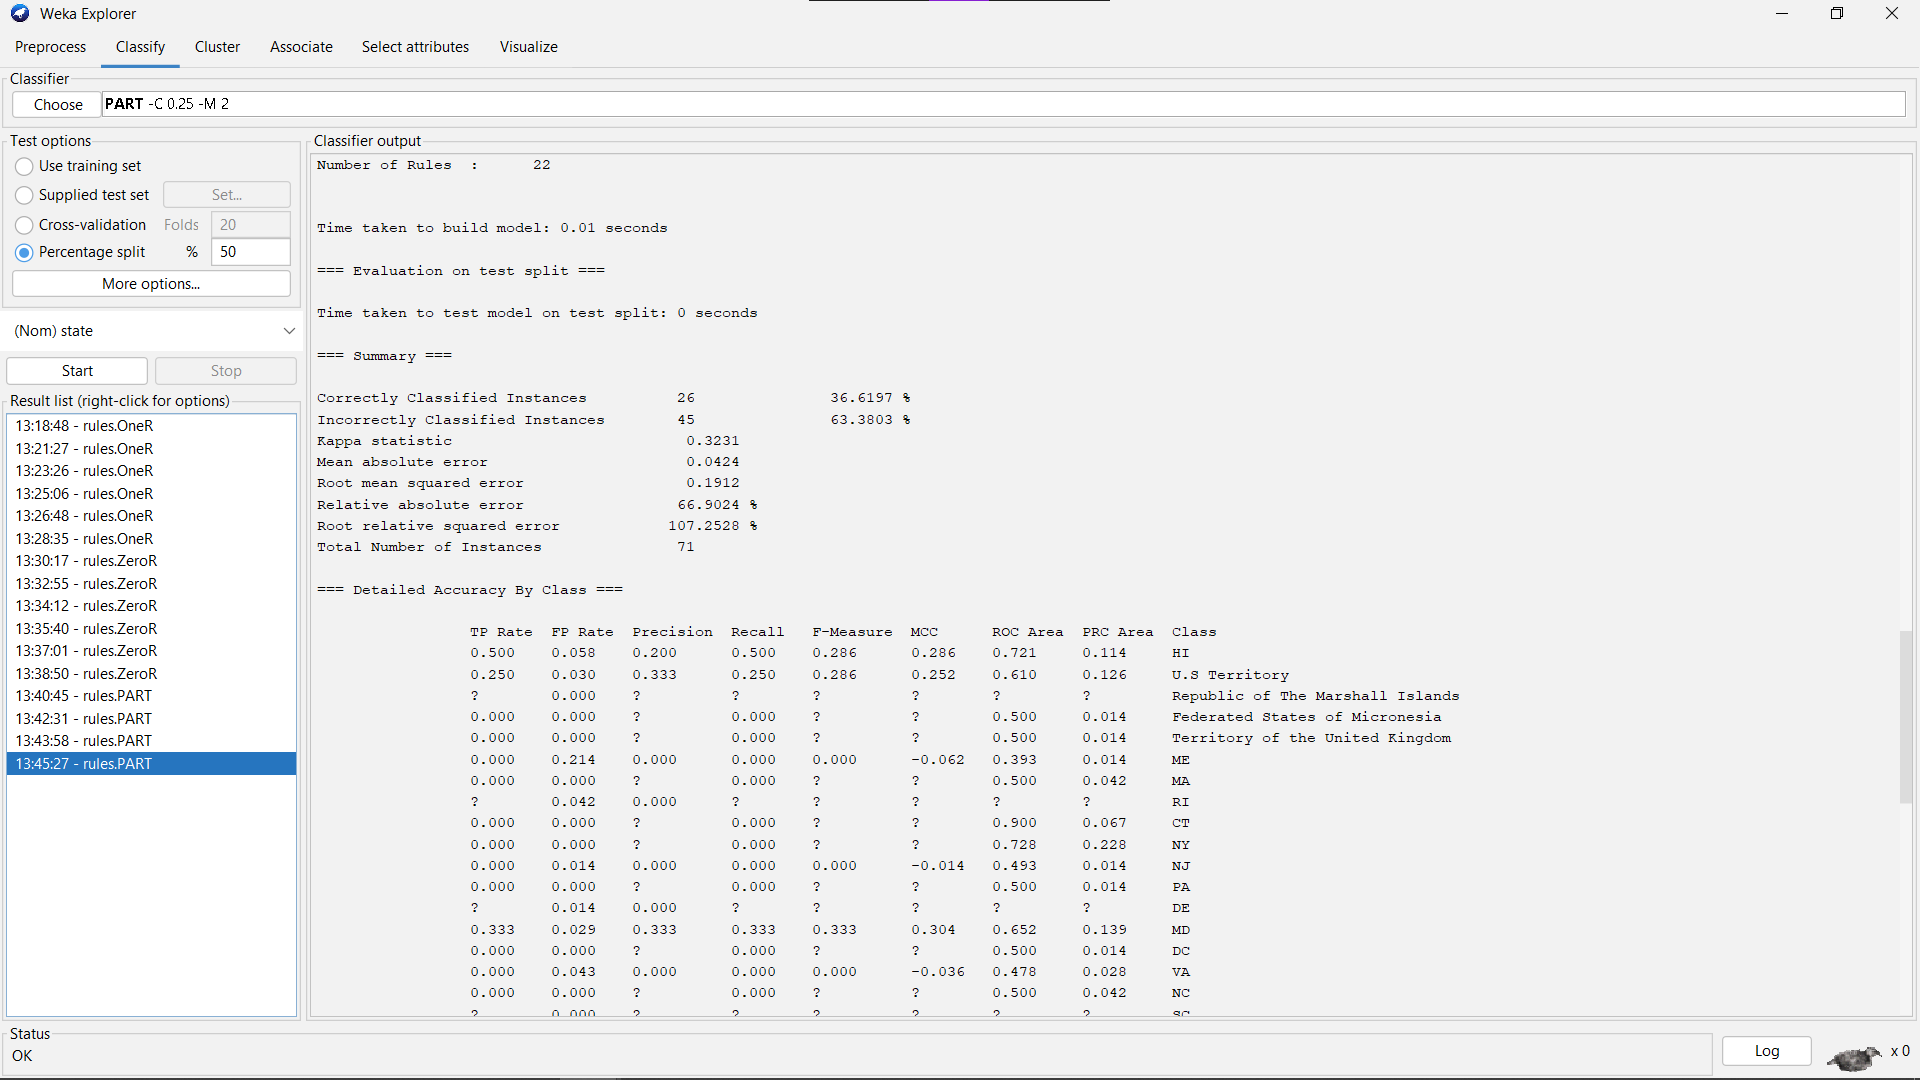 Weka Explorer
Preprocess Classify Cluster Associate Select attributes Visualize
Classifier
Choose PART -C 0.25 -M 2
Test options
Use training set
Supplied test set Set...
Cross-validation Folds 20
Percentage split % 50
More options...
(Nom) state
Start Stop
Result list (right-click for options)
13:18:48 - rules.OneR
13:21:27 - rules.OneR
13:23:26 - rules.OneR
13:25:06 - rules.OneR
13:26:48 - rules.OneR
13:28:35 - rules.OneR
13:30:17 - rules.ZeroR
13:32:55 - rules.ZeroR
13:34:12 - rules.ZeroR
13:35:40 - rules.ZeroR
13:37:01 - rules.ZeroR
13:38:50 - rules.ZeroR
13:40:45 - rules.PART
13:42:31 - rules.PART
13:43:58 - rules.PART
13:45:27 - rules.PART
Classifier output
Number of Rules : 22
Time taken to build model: 0.01 seconds
=== Evaluation on test split ===
Time taken to test model on test split: 0 seconds
=== Summary ===
Correctly Classified Instances 26 36.6197 %
Incorrectly Classified Instances 45 63.3803 %
Kappa statistic 0.3231
Mean absolute error 0.0424
Root mean squared error 0.1912
Relative absolute error 66.9024 %
Root relative squared error 107.2528 %
Total Number of Instances 71
=== Detailed Accuracy By Class ===
TP Rate FP Rate Precision Recall F-Measure MCC ROC Area PRC Area Class
0.500 0.058 0.200 0.500 0.286 0.286 0.721 0.114 HI
0.250 0.030 0.333 0.250 0.286 0.252 0.610 0.126 U.S Territory
? 0.000 ? ? ? ? ? ? Republic of The Marshall Islands
0.000 0.000 ? 0.000 ? ? 0.500 0.014 Federated States of Micronesia
0.000 0.000 ? 0.000 ? ? 0.500 0.014 Territory of the United Kingdom
0.000 0.214 0.000 0.000 0.000 -0.062 0.393 0.014 ME
0.000 0.000 ? 0.000 ? ? 0.500 0.042 MA
? 0.042 0.000 ? ? ? ? ? RI
0.000 0.000 ? 0.000 ? ? 0.900 0.067 CT
0.000 0.000 ? 0.000 ? ? 0.728 0.228 NY
0.000 0.014 0.000 0.000 0.000 -0.014 0.493 0.014 NJ
0.000 0.000 ? 0.000 ? ? 0.500 0.014 PA
? 0.014 0.000 ? ? ? ? ? DE
0.333 0.029 0.333 0.333 0.333 0.304 0.652 0.139 MD
0.000 0.000 ? 0.000 ? ? 0.500 0.014 DC
0.000 0.043 0.000 0.000 0.000 -0.036 0.478 0.028 VA
0.000 0.000 ? 0.000 ? ? 0.500 0.042 NC
? 0.000 ? ? ? ? ? ? SC
Status
OK
Log x 0